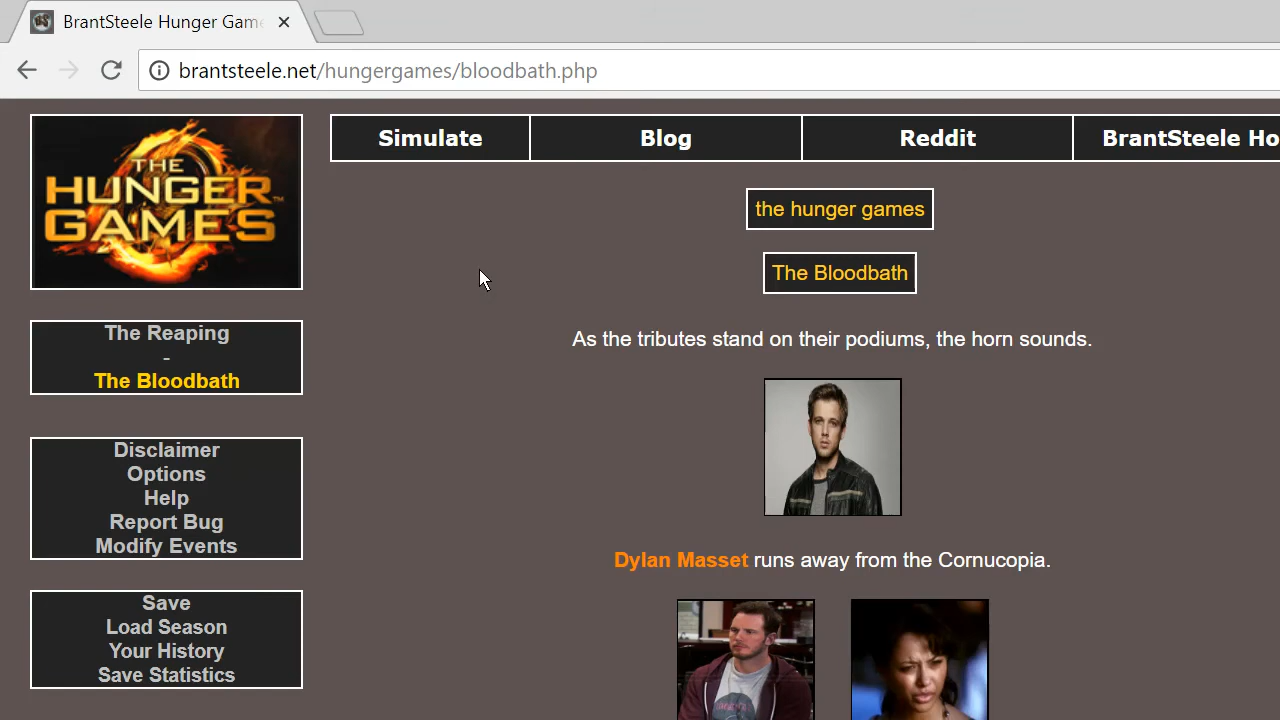 BrantSteele Hunger Game
brantsteele.net/hungergames/bloodbath.php
THE
HUNGER
GAMES
Simulate
Blog
Reddit
BrantSteele Ho
the hunger games
The Bloodbath
The Reaping
-
The Bloodbath
As the tributes stand on their podiums, the horn sounds.
Disclaimer
Options
Help
Report Bug
Modify Events
Dylan Masset runs away from the Cornucopia.
Save
Load Season
Your History
Save Statistics